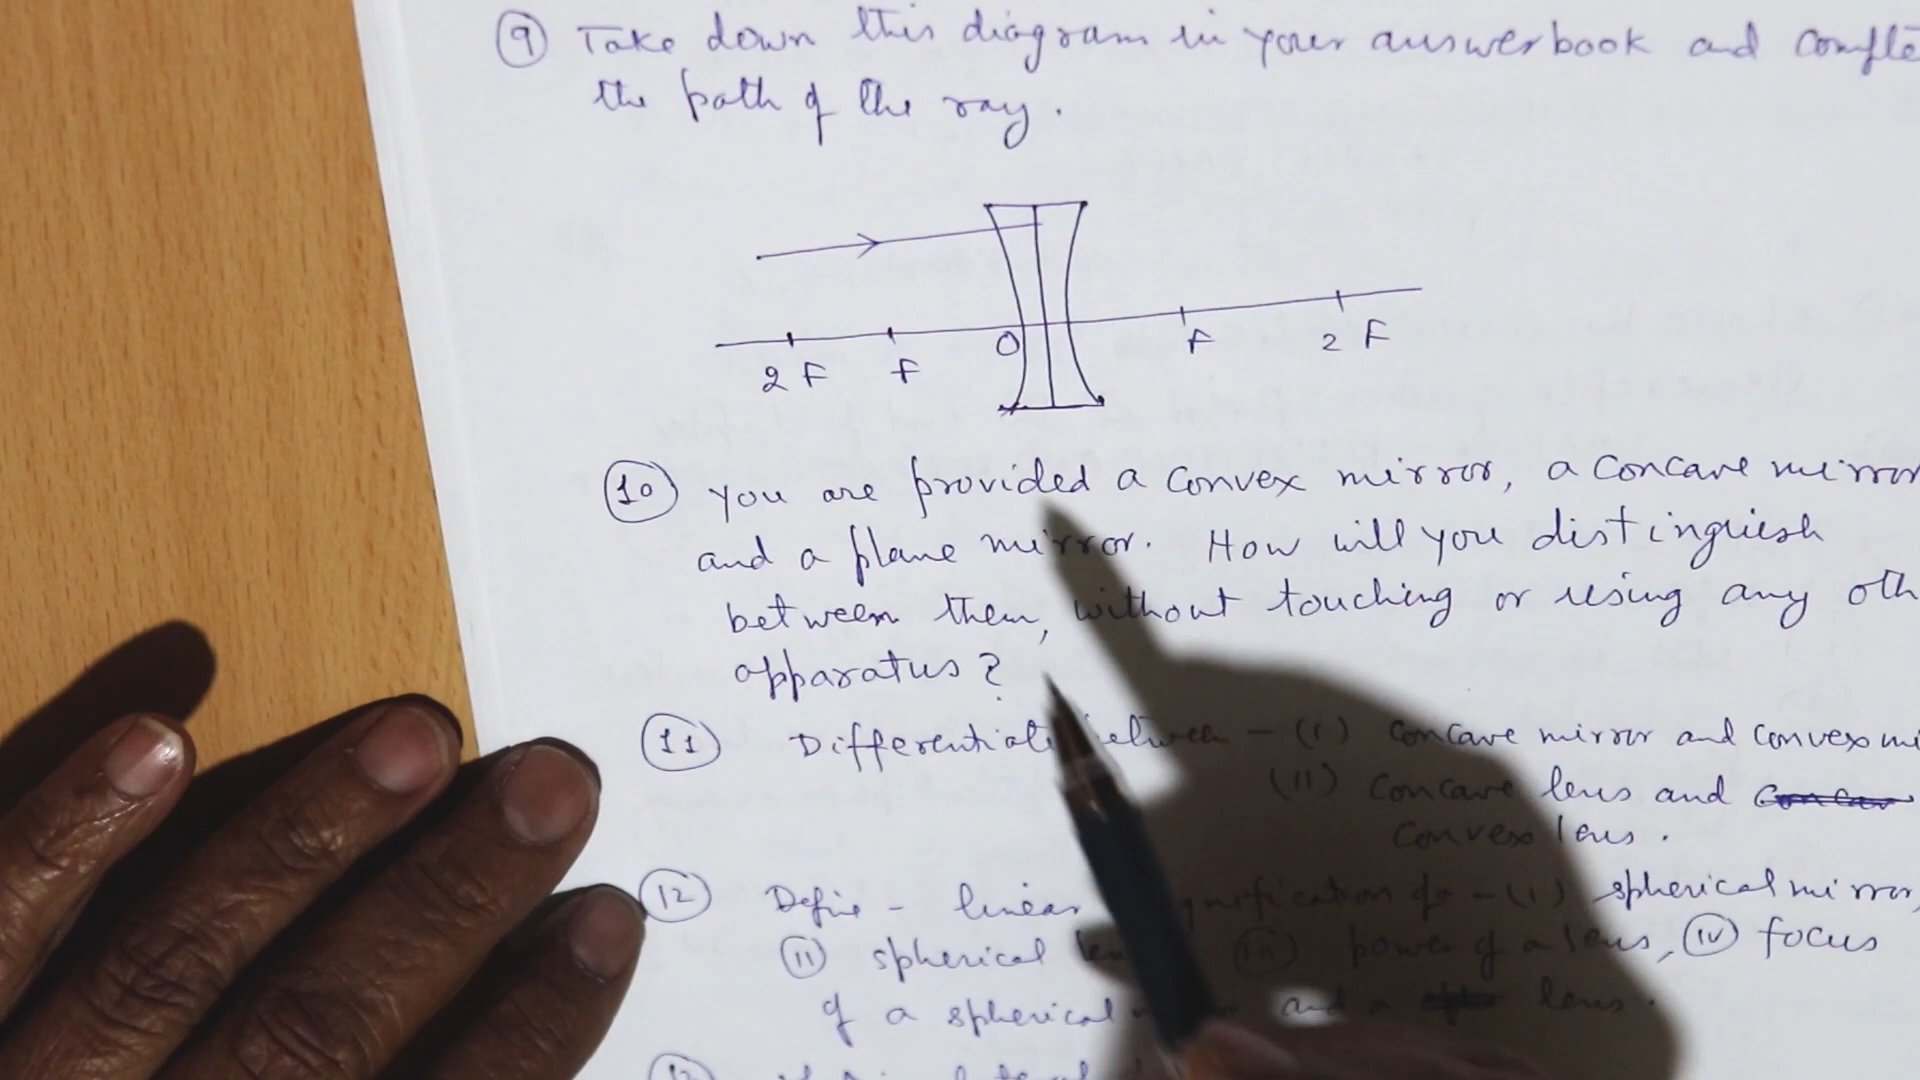 9 Take down this diagram in your answerbook and
the path of the ray.
2F F O F 2F
10 you are provided a convex mirror, a concave mirror
and a plane mirror. How will you distinguish
between them, without touching or using any
apparatus?
11 Differentiate between - (I) concave mirror and convex
(II) concave lens and
convex lens.
12 Define - linear of - (I) spherical mirror,
(II) spherical power of a lens, (IV) focus
of a spherical and a lens.